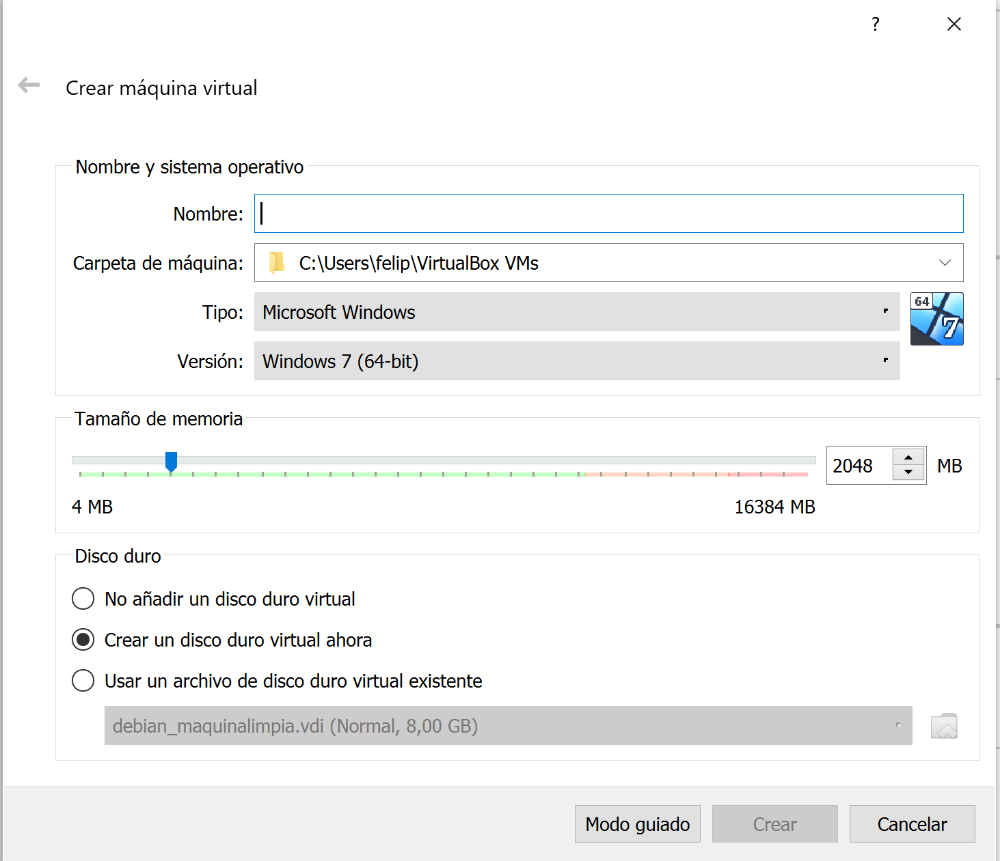 ?
Crear máquina virtual
Nombre y sistema operativo
Nombre:
Carpeta de máquina: C:\Users\felip\VirtualBox VMs
Tipo: Microsoft Windows
64
7
Versión: Windows 7 (64-bit)
Tamaño de memoria
2048 MB
4 MB 16384 MB
Disco duro
No añadir un disco duro virtual
Crear un disco duro virtual ahora
Usar un archivo de disco duro virtual existente
debian_maquinalimpia.vdi (Normal, 8,00 GB)
Modo guiado Crear Cancelar